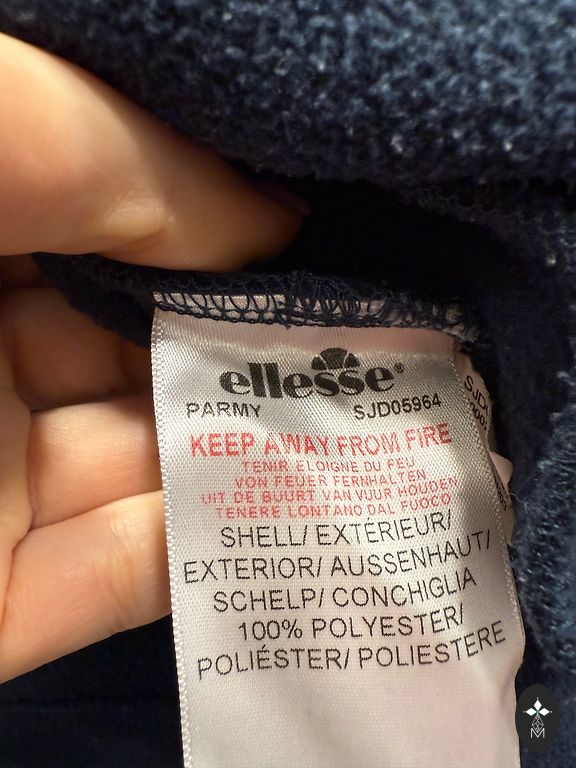 ellesse®
PARMY SJD05964
KEEP AWAY FROM FIRE
TENIR ELOIGNE DU FEU
VON FEUER FERNHALTEN
UIT DE BUURT VAN VUUR HOUDEN
TENERE LONTANO DAL FUOCO
SHELL/ EXTÉRIEUR/
EXTERIOR/ AUSSENHAUT/
SCHELP/ CONCHIGLIA
100% POLYESTER/
POLIÉSTER/ POLIESTERE
M